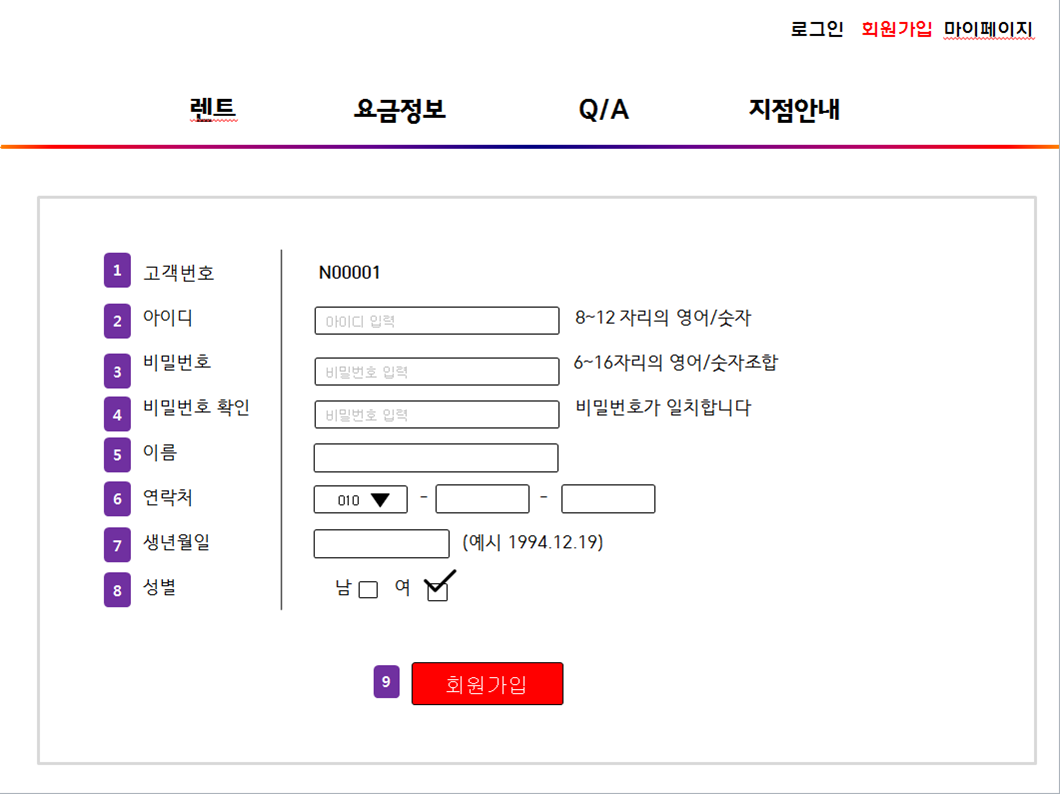 로그인 회원가입 마이페이지
렌트 요금정보 Q/A 지점안내
1 고객번호 N00001
2 아이디 아이디 입력 8~12 자리의 영어/숫자
3 비밀번호 비밀번호 입력 6~16자리의 영어/숫자조합
4 비밀번호 확인 비밀번호 입력 비밀번호가 일치합니다
5 이름
6 연락처 010 ▼ - -
7 생년월일 (예시 1994.12.19)
8 성별 남 여
9 회원가입